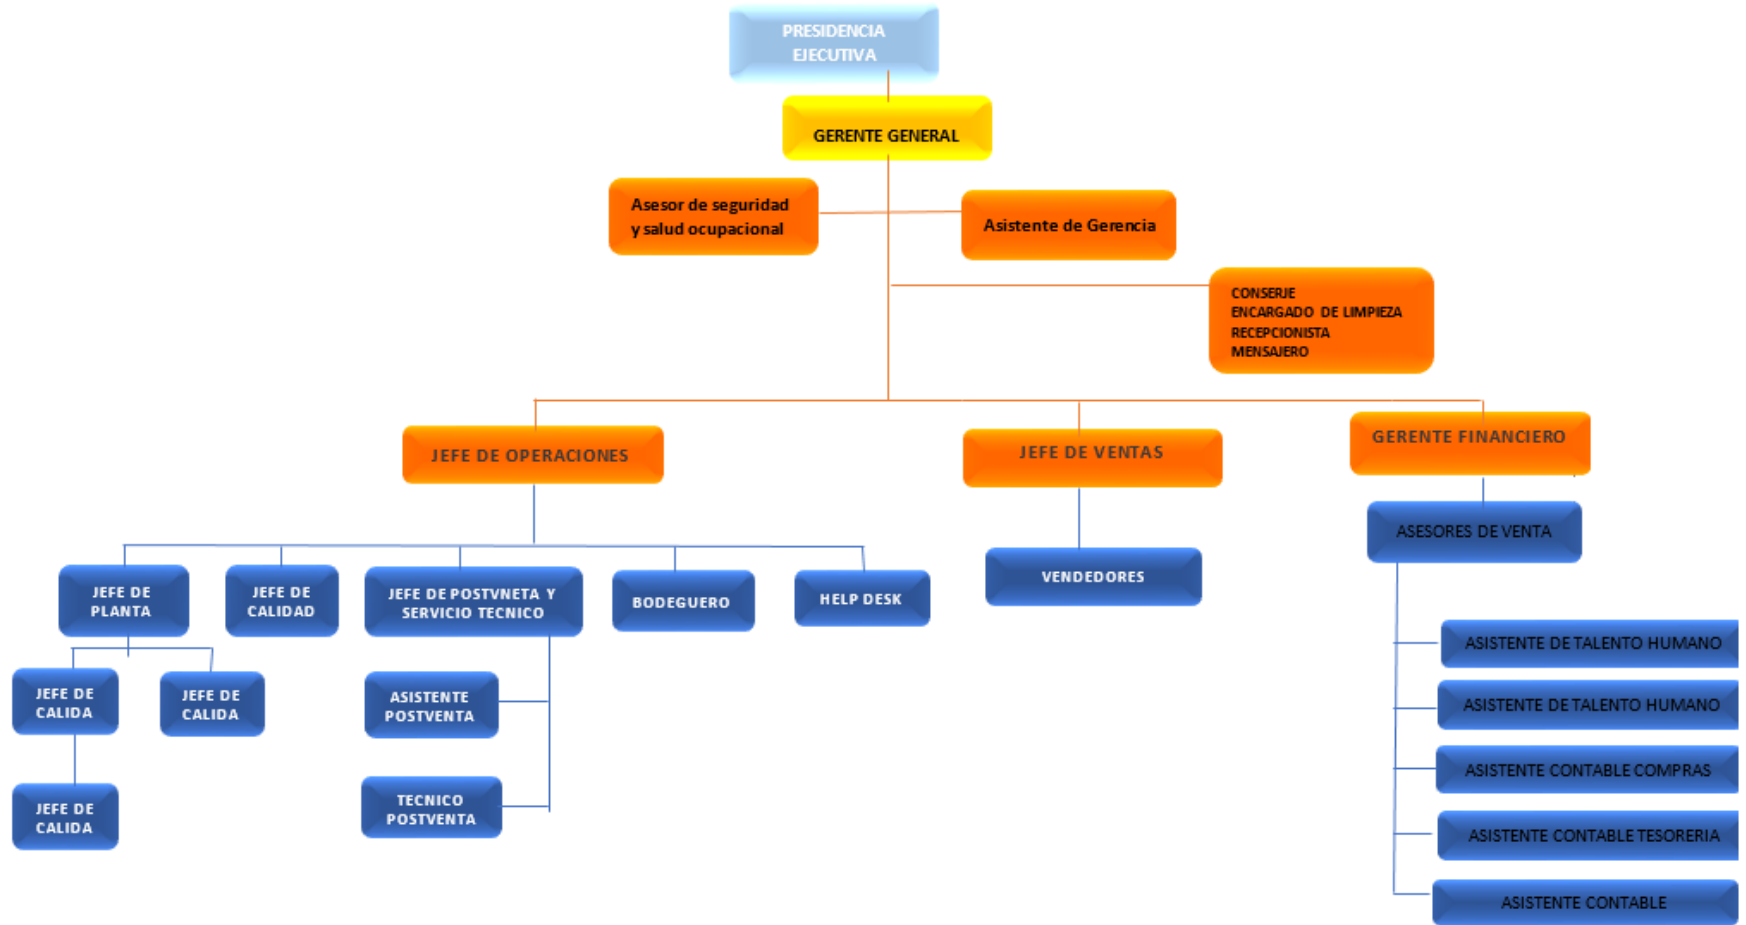 PRESIDENCIA
EJECUTIVA
GERENTE GENERAL
Asesor de seguridad
y salud ocupacional
Asistente de Gerencia
CONSERJE
ENCARGADO DE LIMPIEZA
RECEPCIONISTA
MENSAJERO
JEFE DE OPERACIONES
JEFE DE VENTAS
GERENTE FINANCIERO
ASESORES DE VENTA
JEFE DE
PLANTA
JEFE DE
CALIDAD
JEFE DE POSTVNETA Y
SERVICIO TECNICO
BODEGUERO
HELP DESK
VENDEDORES
JEFE DE
CALIDA
JEFE DE
CALIDA
ASISTENTE
POSTVENTA
JEFE DE
CALIDA
TECNICO
POSTVENTA
ASISTENTE DE TALENTO HUMANO
ASISTENTE DE TALENTO HUMANO
ASISTENTE CONTABLE COMPRAS
ASISTENTE CONTABLE TESORERIA
ASISTENTE CONTABLE